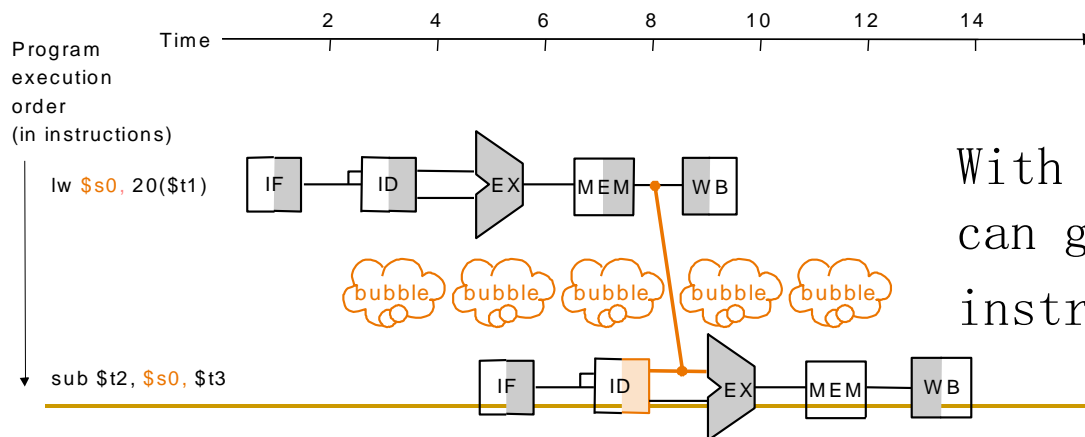 2 4 6 8 10 12 14
Time
Program
execution
order
(in instructions)
lw $s0, 20($t1)
IF ID EX MEM WB
With
can g
instr
bubble bubble bubble bubble bubble
sub $t2, $s0, $t3
IF ID EX MEM WB